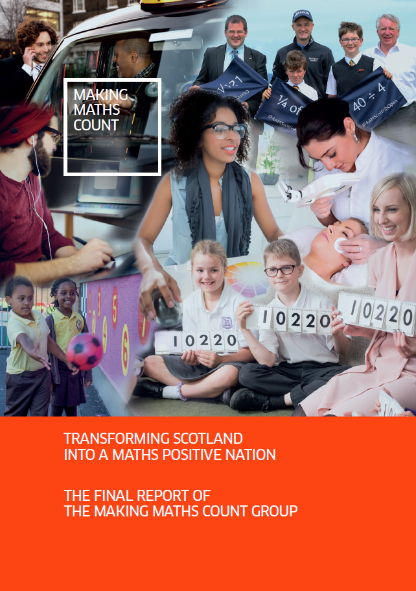 MAKING
MATHS
COUNT
¼ of
40 ÷ 4
10220
10220
10220
TRANSFORMING SCOTLAND
INTO A MATHS POSITIVE NATION
THE FINAL REPORT OF
THE MAKING MATHS COUNT GROUP